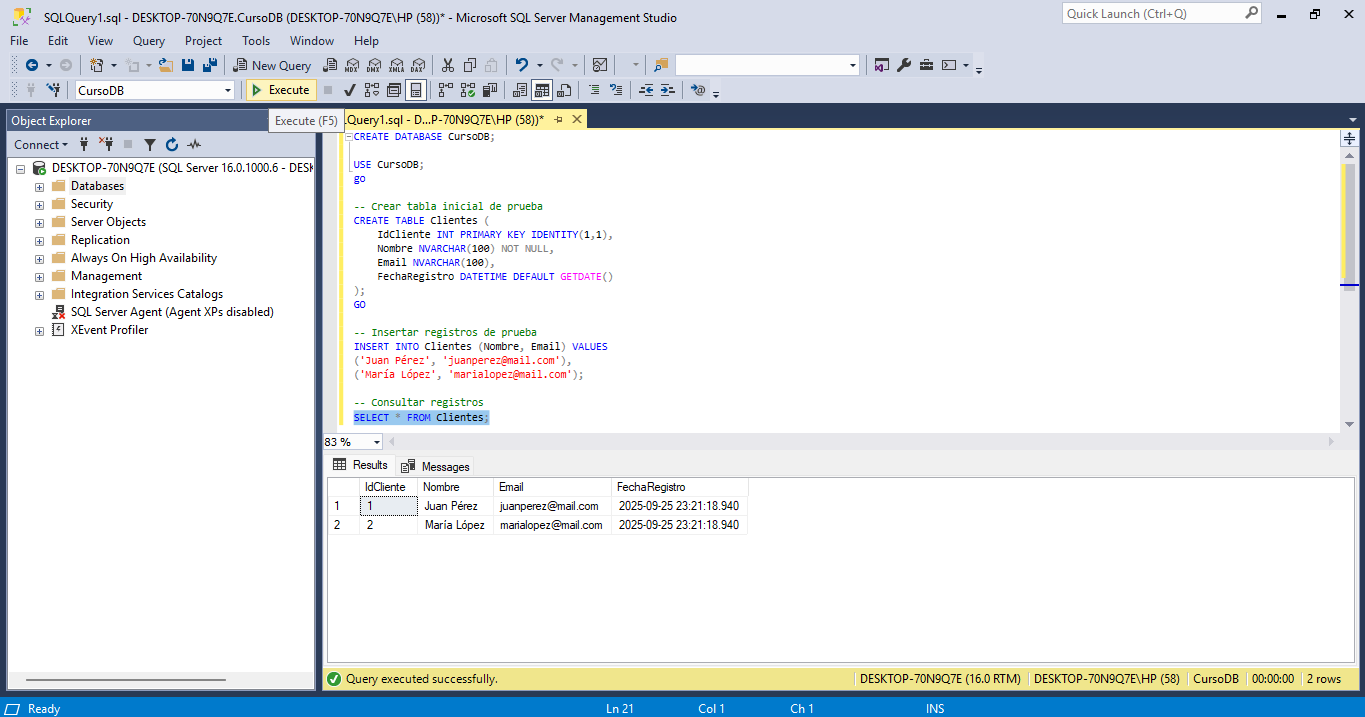 SQLQuery1.sql - DESKTOP-70N9Q7E.CursoDB (DESKTOP-70N9Q7E\HP (58))* - Microsoft SQL Server Management Studio
Quick Launch (Ctrl+Q)
File Edit View Query Project Tools Window Help
New Query MDX DMX XMLA DAX
CursoDB Execute
Object Explorer
Execute (F5)
LQuery1.sql - D...P-70N9Q7E\HP (58))*
Connect
DESKTOP-70N9Q7E (SQL Server 16.0.1000.6 - DESK
Databases
Security
Server Objects
Replication
Always On High Availability
Management
Integration Services Catalogs
SQL Server Agent (Agent XPs disabled)
XEvent Profiler
CREATE DATABASE CursoDB;
USE CursoDB;
go
-- Crear tabla inicial de prueba
CREATE TABLE Clientes (
IdCliente INT PRIMARY KEY IDENTITY(1,1),
Nombre NVARCHAR(100) NOT NULL,
Email NVARCHAR(100),
FechaRegistro DATETIME DEFAULT GETDATE()
);
GO
-- Insertar registros de prueba
INSERT INTO Clientes (Nombre, Email) VALUES
('Juan Pérez', 'juanperez@mail.com'),
('María López', 'marialopez@mail.com');
-- Consultar registros
SELECT * FROM Clientes;
83 %
Results Messages
IdCliente Nombre Email FechaRegistro
1 1 Juan Pérez juanperez@mail.com 2025-09-25 23:21:18.940
2 2 María López marialopez@mail.com 2025-09-25 23:21:18.940
Query executed successfully. DESKTOP-70N9Q7E (16.0 RTM) DESKTOP-70N9Q7E\HP (58) CursoDB 00:00:00 2 rows
Ready Ln 21 Col 1 Ch 1 INS